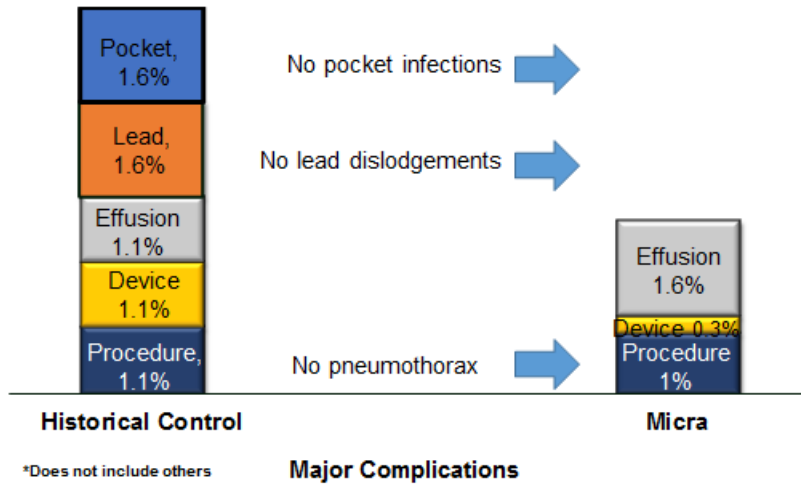 Pocket,
1.6%
No pocket infections
Lead,
1.6%
No lead dislodgements
Effusion
1.1%
Effusion
1.6%
Device
1.1%
Device 0.3%
Procedure,
1.1%
No pneumothorax
Procedure
1%
Historical Control
Micra
*Does not include others
Major Complications